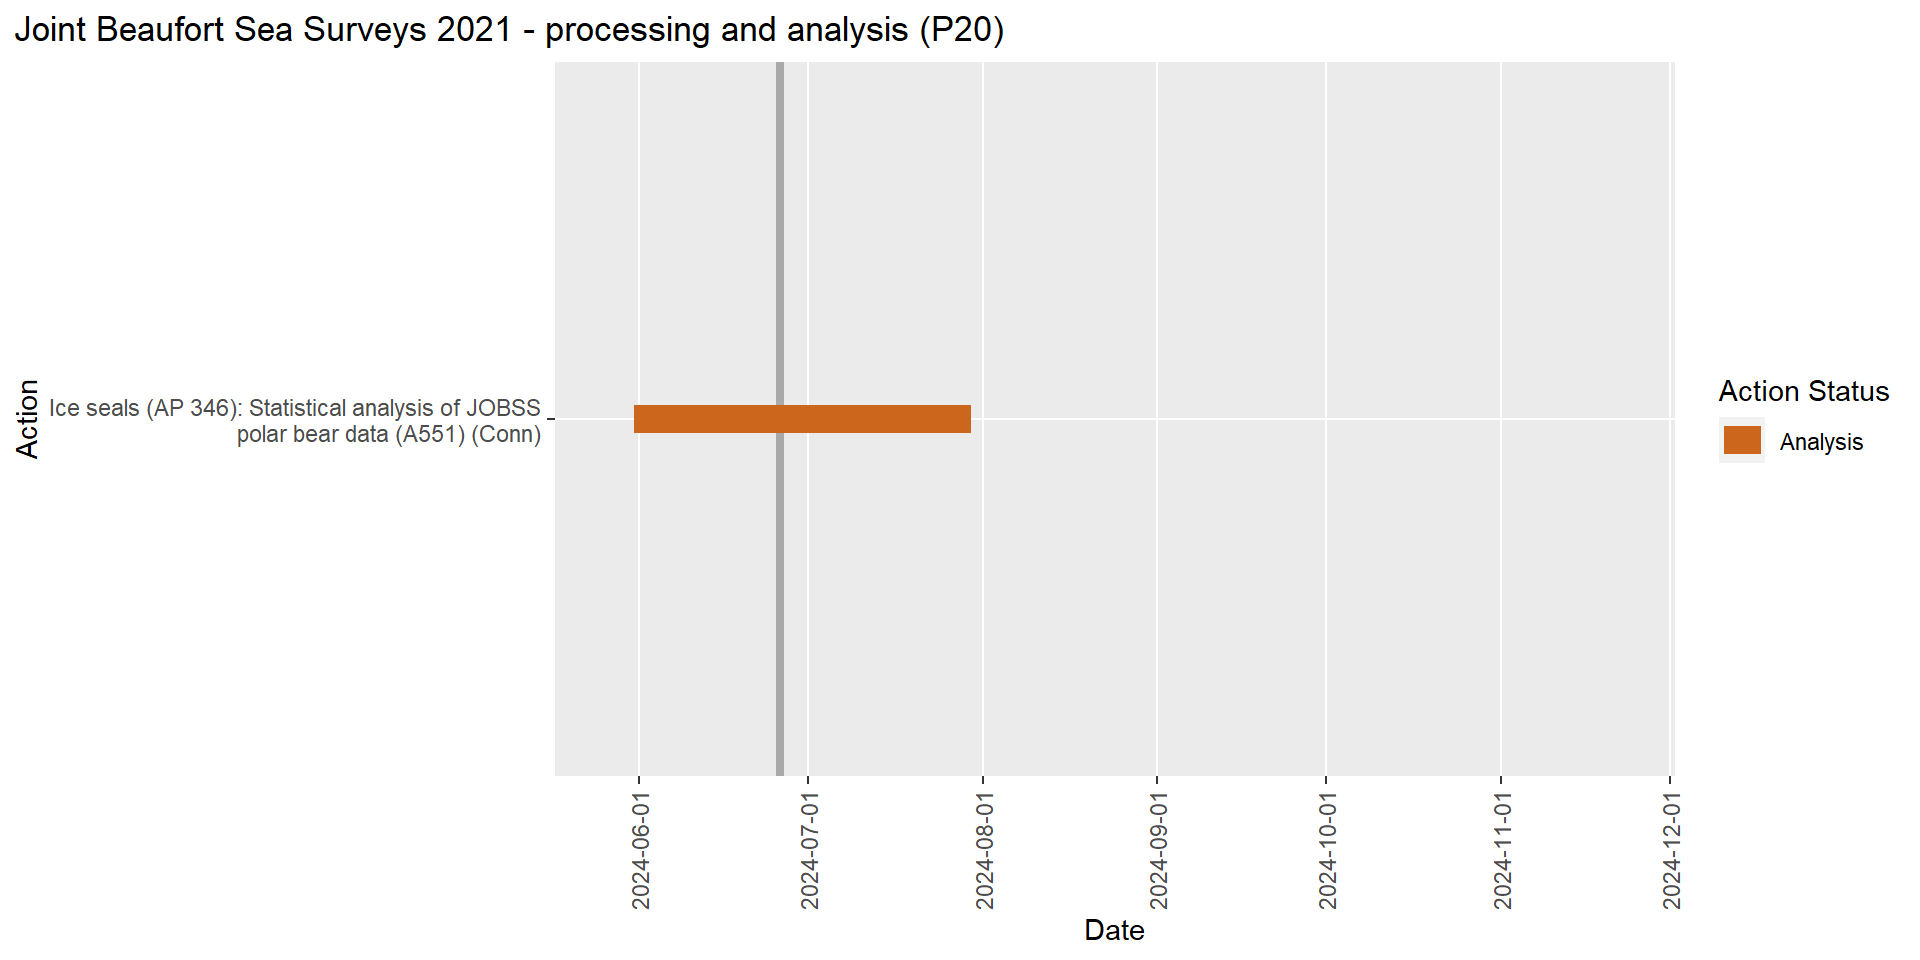 Joint Beaufort Sea Surveys 2021 - processing and analysis (P20)
Action
Ice seals (AP 346): Statistical analysis of JOBSS
polar bear data (A551) (Conn)
2024-06-01
2024-07-01
2024-08-01
2024-09-01
2024-10-01
2024-11-01
2024-12-01
Date
Action Status
Analysis